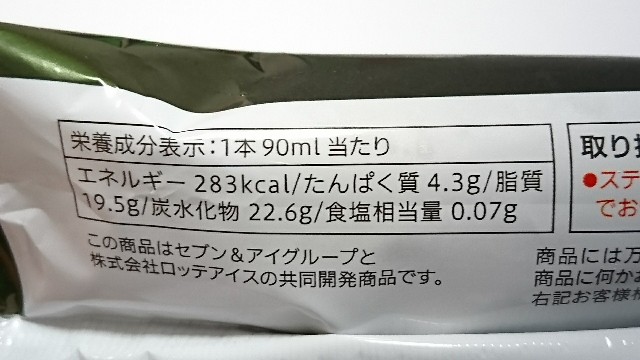 栄養成分表示:1本90ml当たり
エネルギー 283kcal/たんぱく質 4.3g/脂質
19.5g/炭水化物 22.6g/食塩相当量 0.07g
この商品はセブン&アイグループと
株式会社ロッテアイスの共同開発商品です。
取り扱
●ステ
でお
商品には万
商品に何か
右記お客様